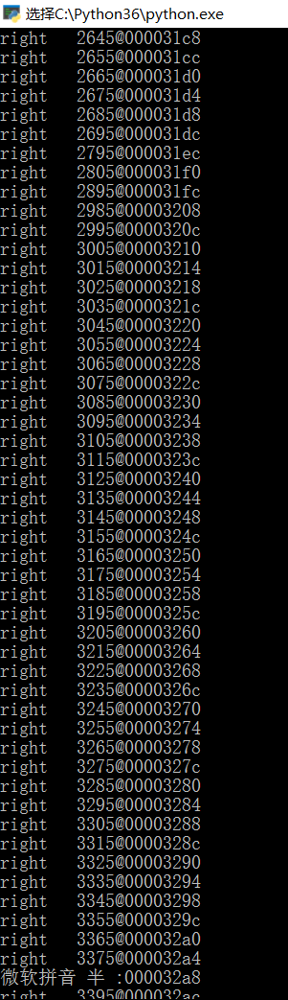 选择C:\Python36\python.exe
right 2645@000031c8
right 2655@000031cc
right 2665@000031d0
right 2675@000031d4
right 2685@000031d8
right 2695@000031dc
right 2795@000031ec
right 2805@000031f0
right 2895@000031fc
right 2985@00003208
right 2995@0000320c
right 3005@00003210
right 3015@00003214
right 3025@00003218
right 3035@0000321c
right 3045@00003220
right 3055@00003224
right 3065@00003228
right 3075@0000322c
right 3085@00003230
right 3095@00003234
right 3105@00003238
right 3115@0000323c
right 3125@00003240
right 3135@00003244
right 3145@00003248
right 3155@0000324c
right 3165@00003250
right 3175@00003254
right 3185@00003258
right 3195@0000325c
right 3205@00003260
right 3215@00003264
right 3225@00003268
right 3235@0000326c
right 3245@00003270
right 3255@00003274
right 3265@00003278
right 3275@0000327c
right 3285@00003280
right 3295@00003284
right 3305@00003288
right 3315@0000328c
right 3325@00003290
right 3335@00003294
right 3345@00003298
right 3355@0000329c
right 3365@000032a0
right 3375@000032a4
微软拼音 半 :000032a8
right 3395@000032ac